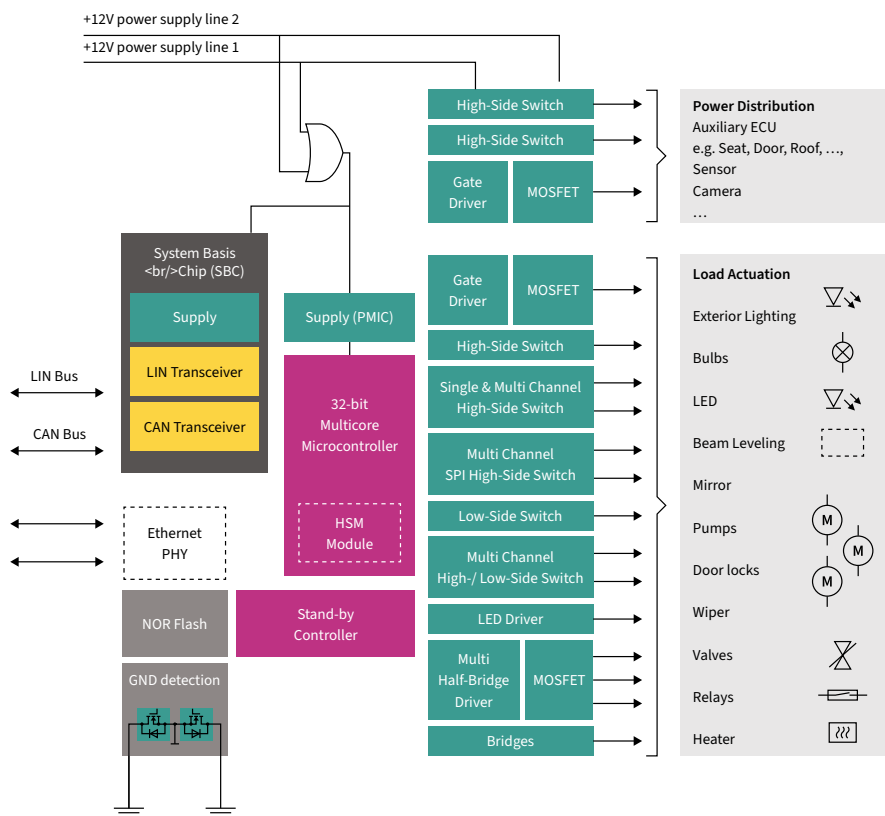 +12V power supply line 2
+12V power supply line 1
High-Side Switch
High-Side Switch
Gate
Driver
MOSFET
Power Distribution
Auxiliary ECU
e.g. Seat, Door, Roof, …,
Sensor
Camera
…
System Basis
<br/>Chip (SBC)
Supply
LIN Transceiver
CAN Transceiver
LIN Bus
CAN Bus
Ethernet
PHY
NOR Flash
GND detection
Supply (PMIC)
32-bit
Multicore
Microcontroller
HSM
Module
Stand-by
Controller
Gate
Driver
MOSFET
High-Side Switch
Single & Multi Channel
High-Side Switch
Multi Channel
SPI High-Side Switch
Low-Side Switch
Multi Channel
High-/ Low-Side Switch
LED Driver
Multi
Half-Bridge
Driver
MOSFET
Bridges
Load Actuation
Exterior Lighting
Bulbs
LED
Beam Leveling
Mirror
Pumps
M
M
Door locks
M
Wiper
Valves
Relays
Heater